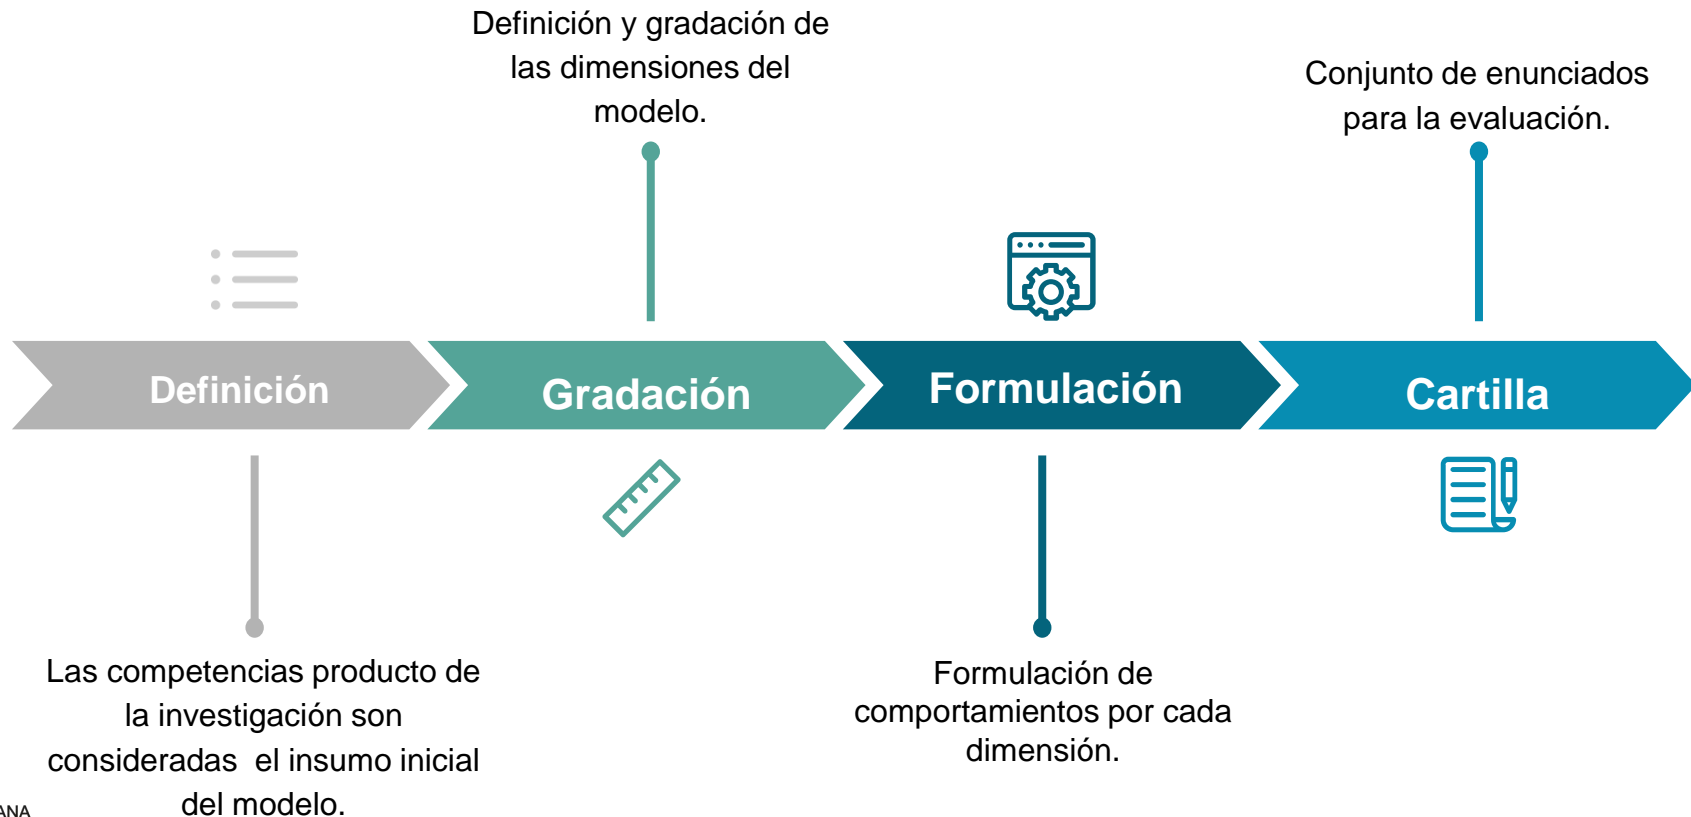 Definición y gradación de
las dimensiones del
modelo.
Conjunto de enunciados
para la evaluación.
Definición
Gradación
Formulación
Cartilla
Las competencias producto de
la investigación son
consideradas  el insumo inicial
del modelo.
Formulación de
comportamientos por cada
dimensión.
ANA